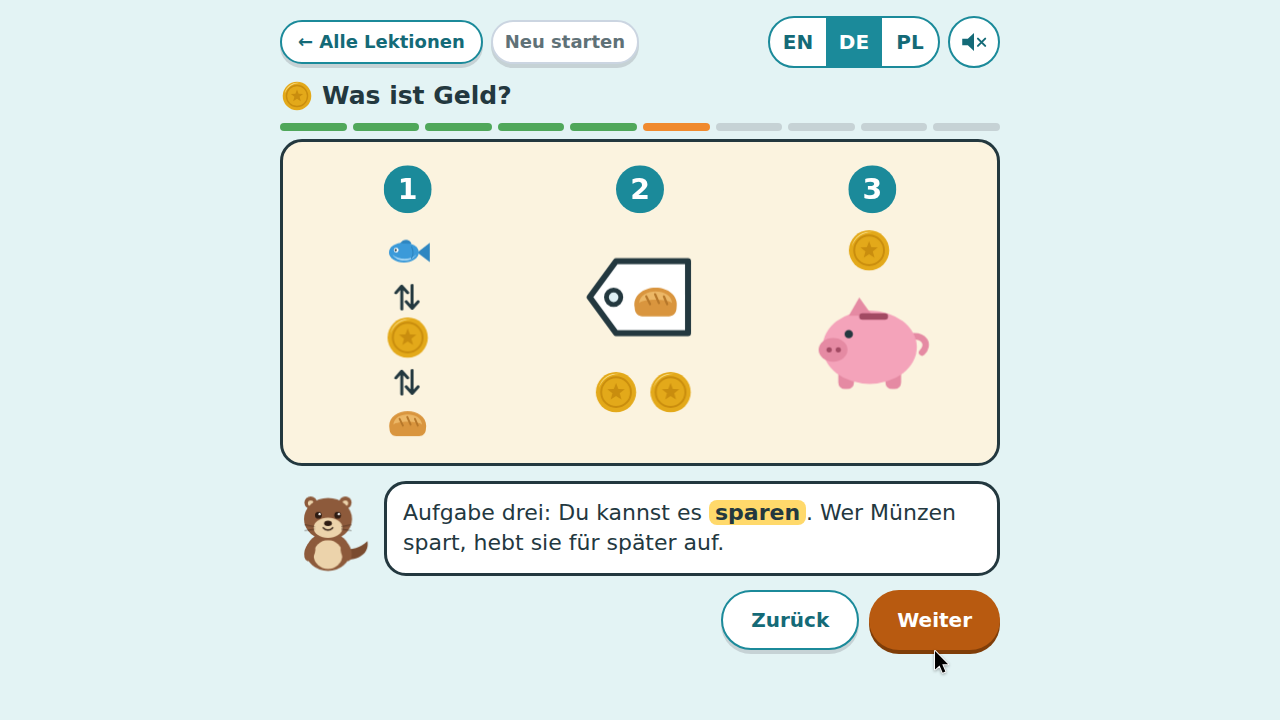 ← Alle Lektionen
Neu starten
EN DE PL
Was ist Geld?
1
2
3
Aufgabe drei: Du kannst es sparen. Wer Münzen
spart, hebt sie für später auf.
Zurück
Weiter